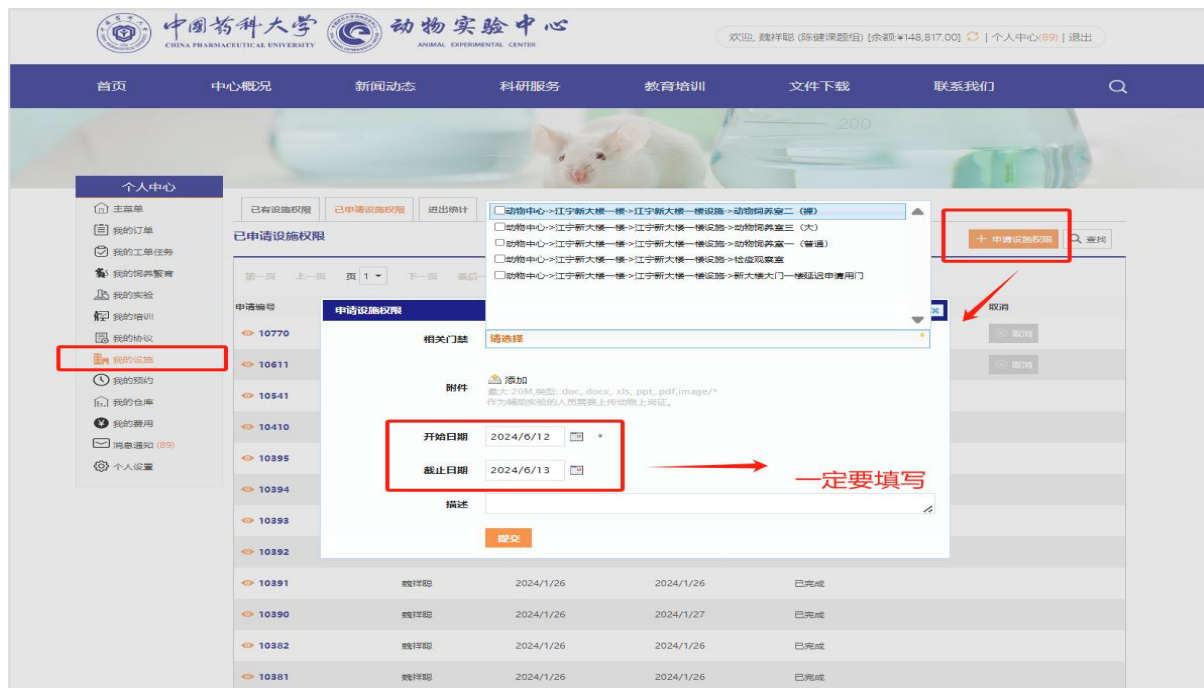 中国药科大学
CHINA PHARMACEUTICAL UNIVERSITY
动物实验中心
ANIMAL EXPERIMENTAL CENTER
欢迎, 魏祥聪 (陈健课题组) [余额:¥148,817.00] | 个人中心(89) | 退出
首页 中心概况 新闻动态 科研服务 教育培训 文件下载 联系我们
200
个人中心
主菜单
我的订单
我的工单任务
我的饲养繁育
我的实验
我的培训
我的协议
我的设施
我的预约
我的仓库
我的费用
消息通知 (89)
个人设置
已有设施权限 已申请设施权限 进出统计
已申请设施权限
+ 申请设施权限 查找
第一页 上一页 页 1 下一页 最后一
申请编号 取消
动物中心->江宁新大楼一楼->江宁新大楼一楼设施->动物饲养室二（裸）
动物中心->江宁新大楼一楼->江宁新大楼一楼设施->动物饲养室三（大）
动物中心->江宁新大楼一楼->江宁新大楼一楼设施->动物饲养室一（普通）
动物中心->江宁新大楼一楼->江宁新大楼一楼设施->检疫观察室
动物中心->江宁新大楼一楼->江宁新大楼一楼设施->新大楼大门一楼延迟申请用门
申请设施权限
相关门禁 请选择 *
附件 添加
最大:20M,类型:.doc,.docx,.xls,.ppt,.pdf,image/*
作为辅助实验的人员需要上传动物上岗证。
开始日期 2024/6/12 *
截止日期 2024/6/13
一定要填写
描述
提交
10770 取消
10611 取消
10541
10410
10395
10394
10393
10392
10391 魏祥聪 2024/1/26 2024/1/26 已完成
10390 魏祥聪 2024/1/26 2024/1/27 已完成
10382 魏祥聪 2024/1/26 2024/1/26 已完成
10381 魏祥聪 2024/1/26 2024/1/26 已完成